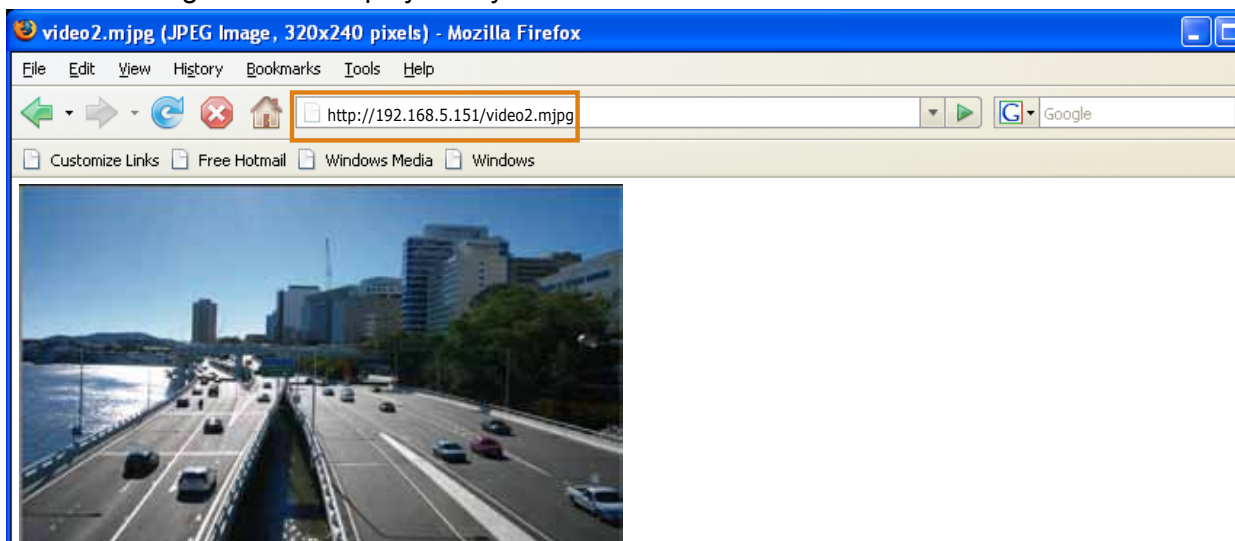 video2.mjpg (JPEG Image, 320x240 pixels) - Mozilla Firefox
File Edit View History Bookmarks Tools Help
http://192.168.5.151/video2.mjpg G Google
Customize Links Free Hotmail Windows Media Windows